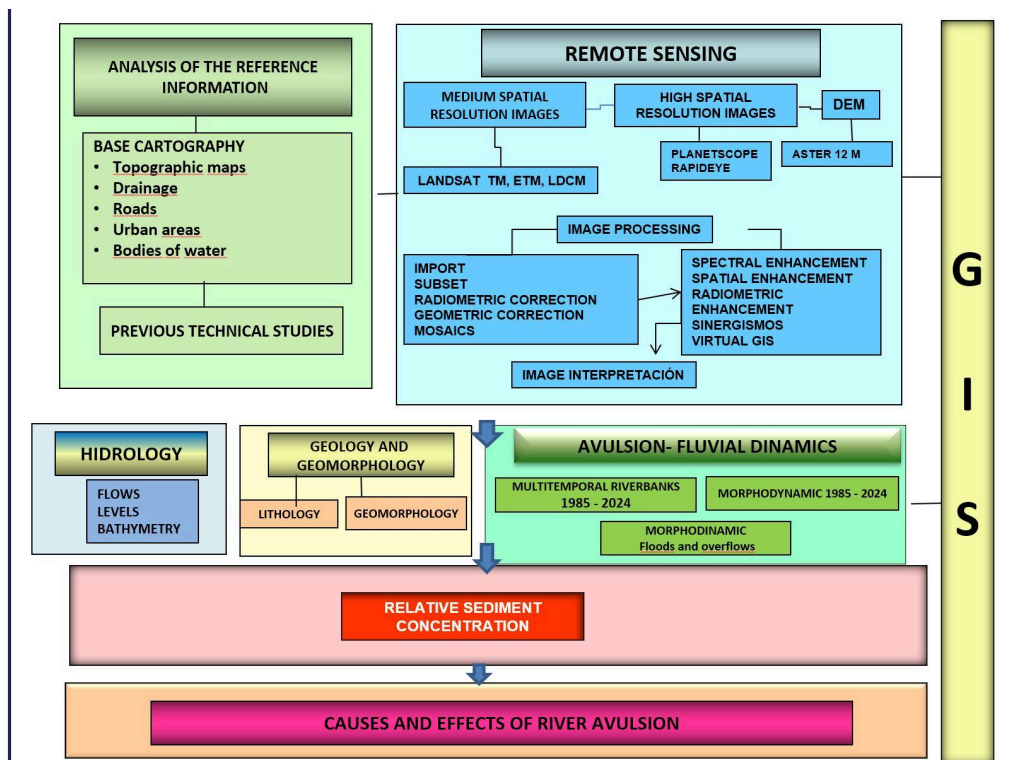 ANALYSIS OF THE REFERENCE
INFORMATION
BASE CARTOGRAPHY
• Topographic maps
• Drainage
• Roads
• Urban areas
• Bodies of water
PREVIOUS TECHNICAL STUDIES
REMOTE SENSING
MEDIUM SPATIAL
RESOLUTION IMAGES
HIGH SPATIAL
RESOLUTION IMAGES
DEM
PLANETSCOPE
RAPIDEYE
ASTER 12 M
LANDSAT TM, ETM, LDCM
IMAGE PROCESSING
IMPORT
SUBSET
RADIOMETRIC CORRECTION
GEOMETRIC CORRECTION
MOSAICS
SPECTRAL ENHANCEMENT
SPATIAL ENHANCEMENT
RADIOMETRIC
ENHANCEMENT
SINERGISMOS
VIRTUAL GIS
IMAGE INTERPRETACIÓN
HIDROLOGY
FLOWS
LEVELS
BATHYMETRY
GEOLOGY AND
GEOMORPHOLOGY
LITHOLOGY
GEOMORPHOLOGY
AVULSION- FLUVIAL DINAMICS
MULTITEMPORAL RIVERBANKS
1985 - 2024
MORPHODYNAMIC 1985 - 2024
MORPHODINAMIC
Floods and overflows
RELATIVE SEDIMENT
CONCENTRATION
CAUSES AND EFFECTS OF RIVER AVULSION
G
I
S